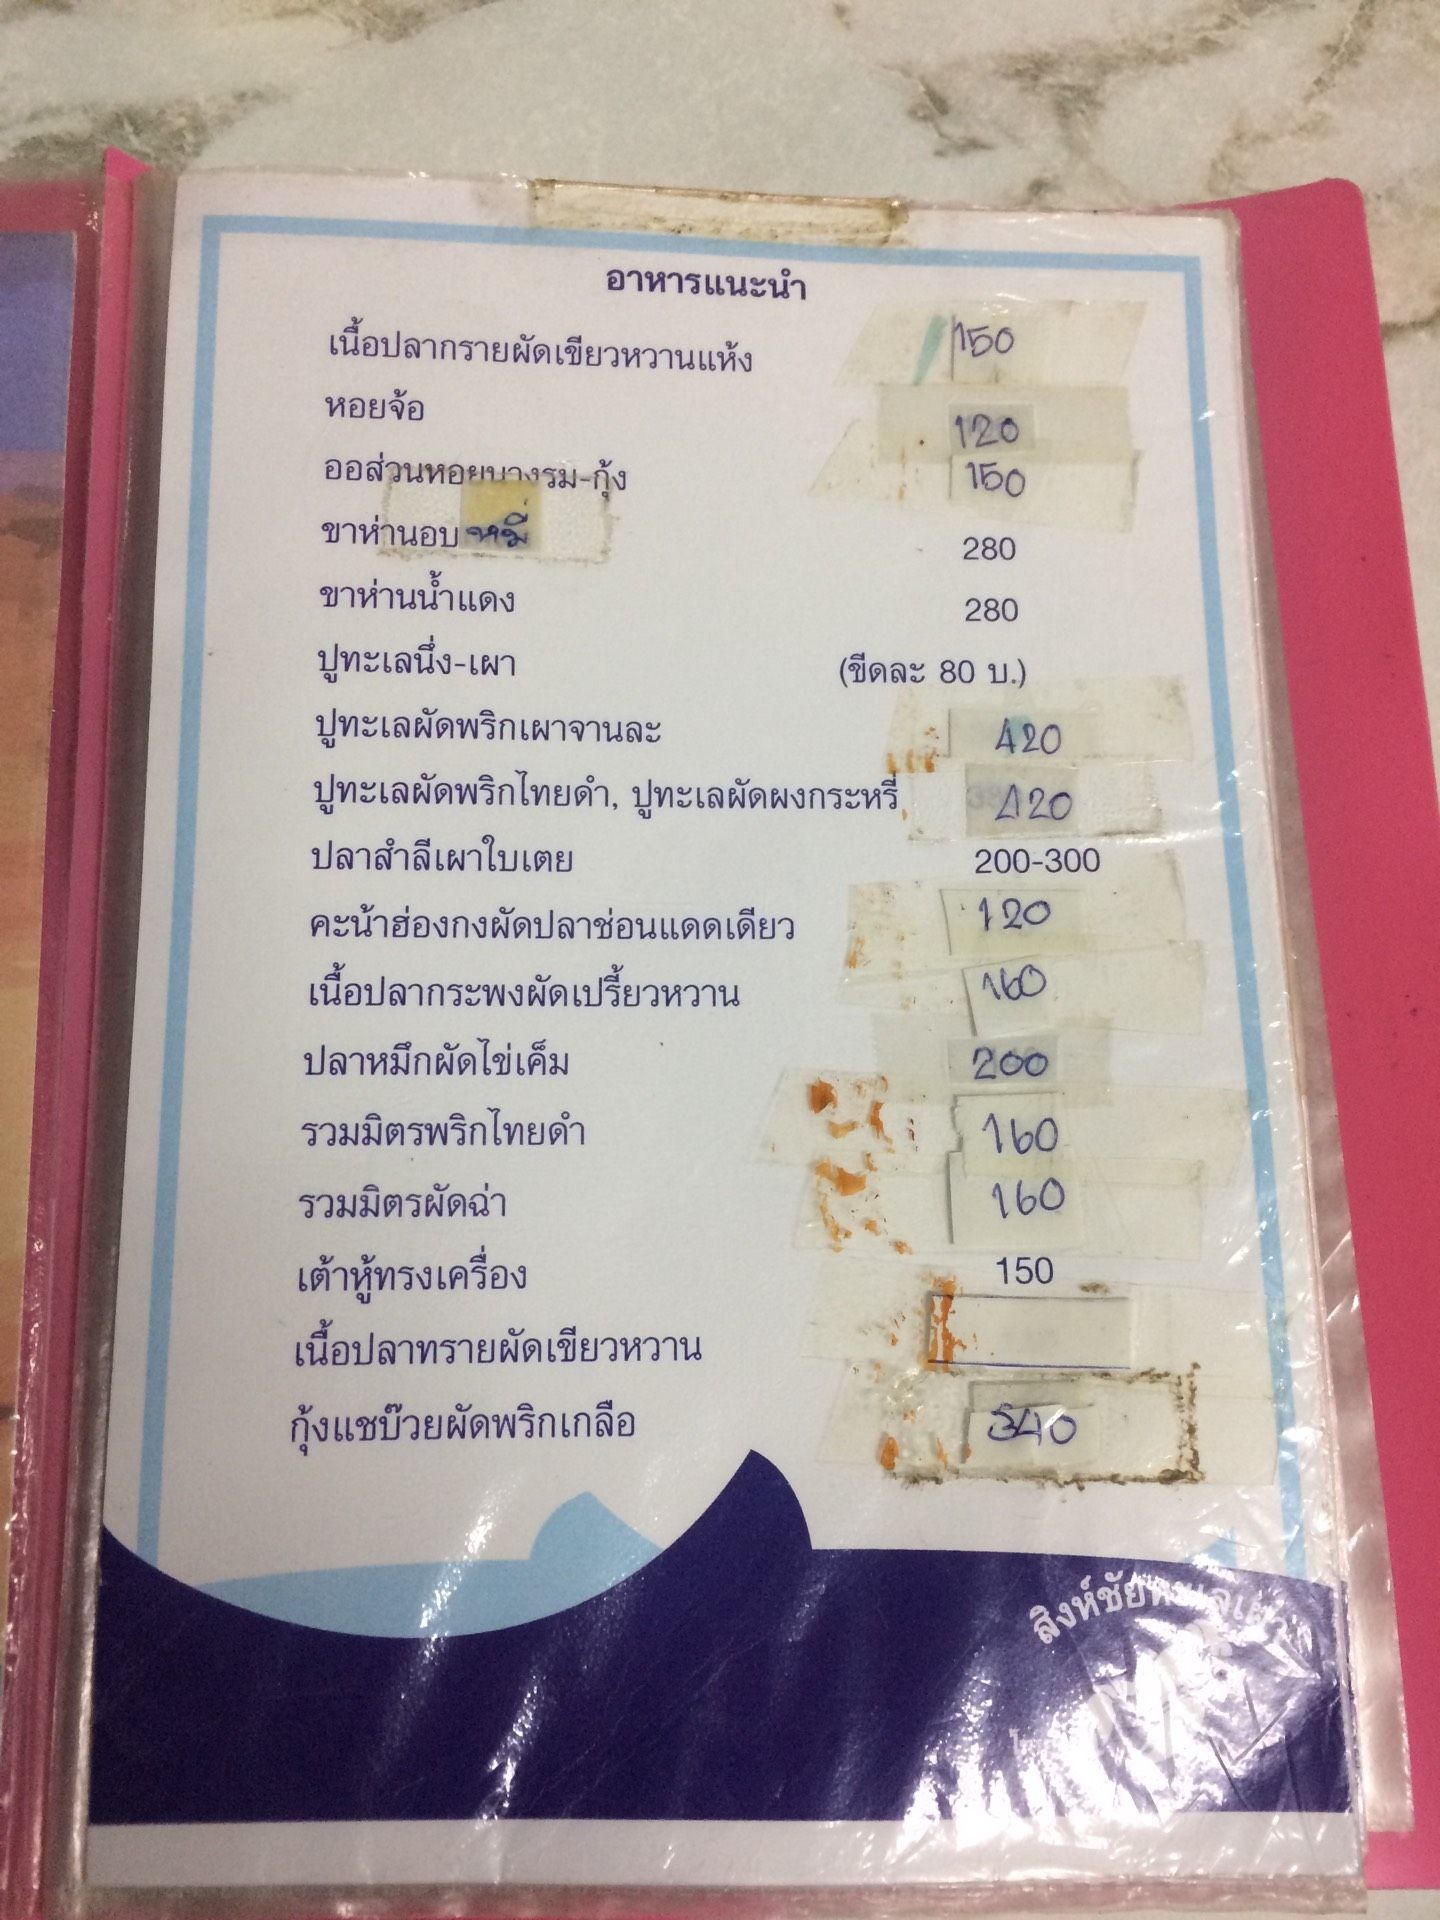 อาหารแนะนำ
เนื้อปลากรายผัดเขียวหวานแห้ง 150
หอยจ้อ 120
ออส่วนหอยนางรม-กุ้ง 150
ขาห่านอบหมี่ 280
ขาห่านน้ำแดง 280
ปูทะเลนึ่ง-เผา (ขีดละ 80 บ.)
ปูทะเลผัดพริกเผาจานละ 420
ปูทะเลผัดพริกไทยดำ, ปูทะเลผัดผงกระหรี่ 420
ปลาสำลีเผาใบเตย 200-300
คะน้าฮ่องกงผัดปลาช่อนแดดเดียว 120
เนื้อปลากระพงผัดเปรี้ยวหวาน 160
ปลาหมึกผัดไข่เค็ม 200
รวมมิตรพริกไทยดำ 160
รวมมิตรผัดฉ่า 160
เต้าหู้ทรงเครื่อง 150
เนื้อปลาทรายผัดเขียวหวาน
กุ้งแชบ๊วยผัดพริกเกลือ 340
สิงห์ชัยทะเลเผา